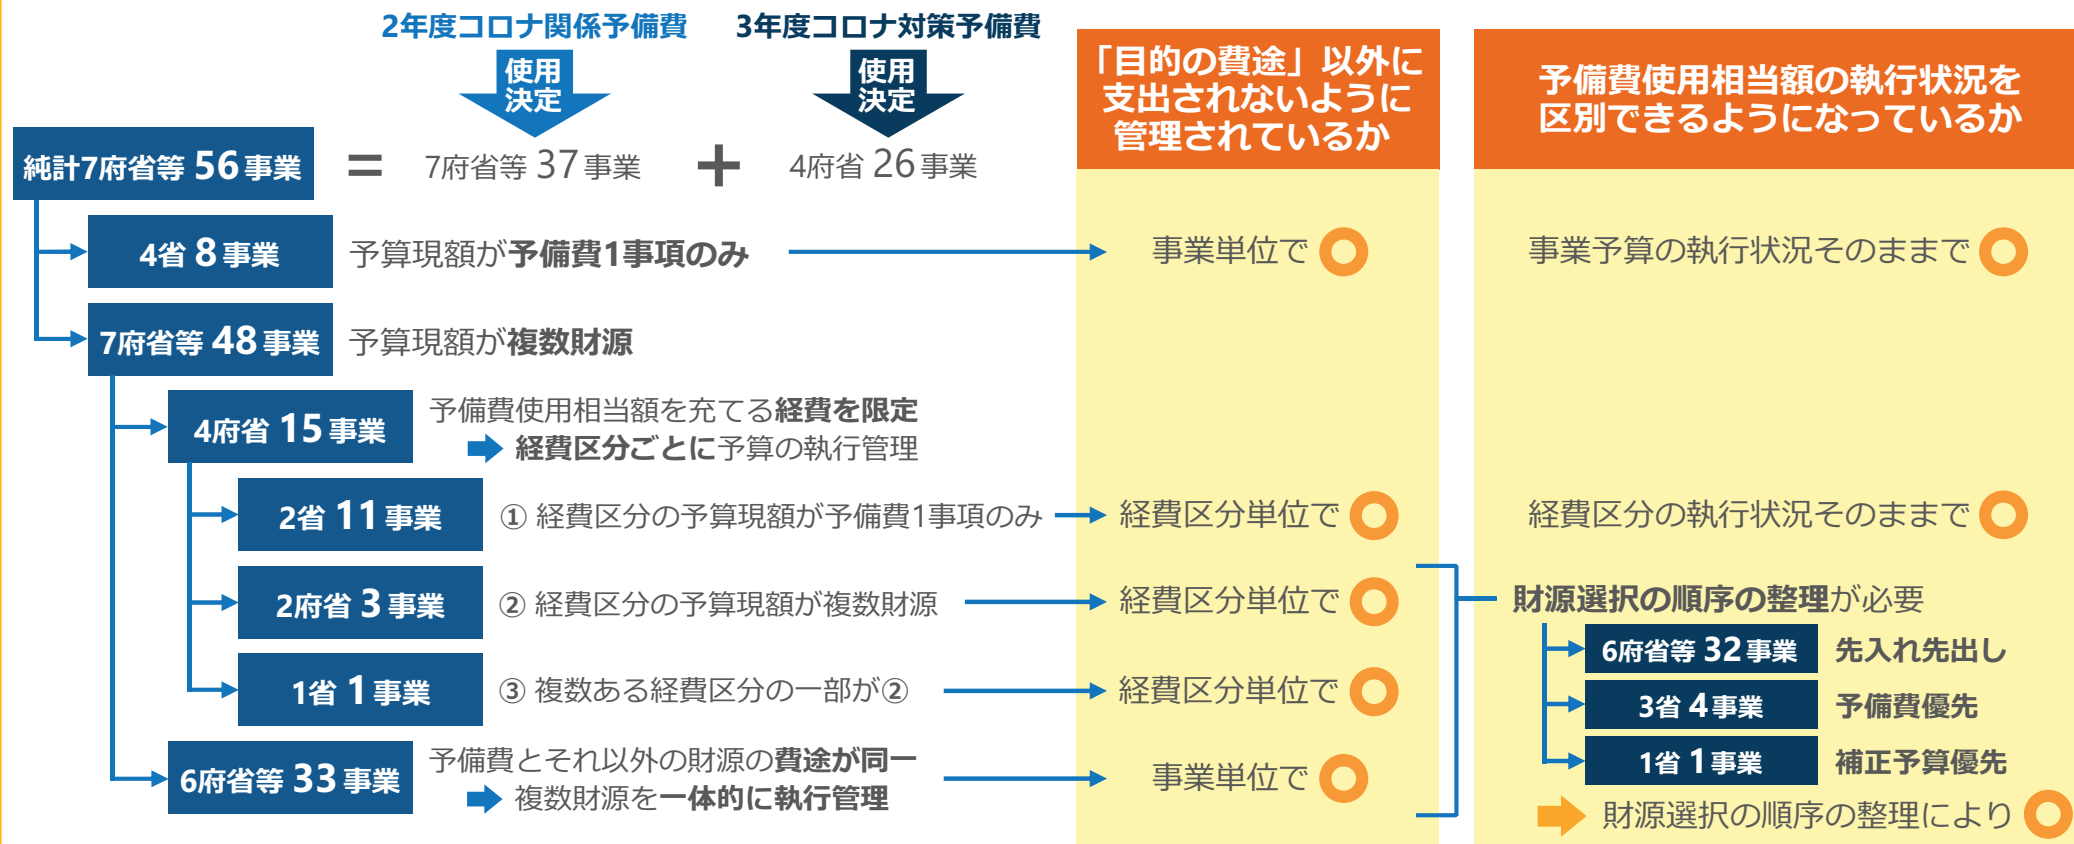 2年度コロナ関係予備費
3年度コロナ対策予備費
使用
決定
使用
決定
「目的の費途」以外に
支出されないように
管理されているか
予備費使用相当額の執行状況を
区別できるようになっているか
純計7府省等 56 事業 = 7府省等 37 事業 + 4府省 26 事業
4省 8 事業 予算現額が予備費1事項のみ 事業単位で 事業予算の執行状況そのままで
7府省等 48 事業 予算現額が複数財源
4府省 15 事業
予備費使用相当額を充てる経費を限定
経費区分ごとに予算の執行管理
2省 11 事業 ① 経費区分の予算現額が予備費1事項のみ 経費区分単位で 経費区分の執行状況そのままで
2府省 3 事業 ② 経費区分の予算現額が複数財源 経費区分単位で
1省 1 事業 ③ 複数ある経費区分の一部が② 経費区分単位で
6府省等 33 事業
予備費とそれ以外の財源の費途が同一
複数財源を一体的に執行管理
事業単位で
財源選択の順序の整理が必要
6府省等 32 事業 先入れ先出し
3省 4 事業 予備費優先
1省 1 事業 補正予算優先
財源選択の順序の整理により